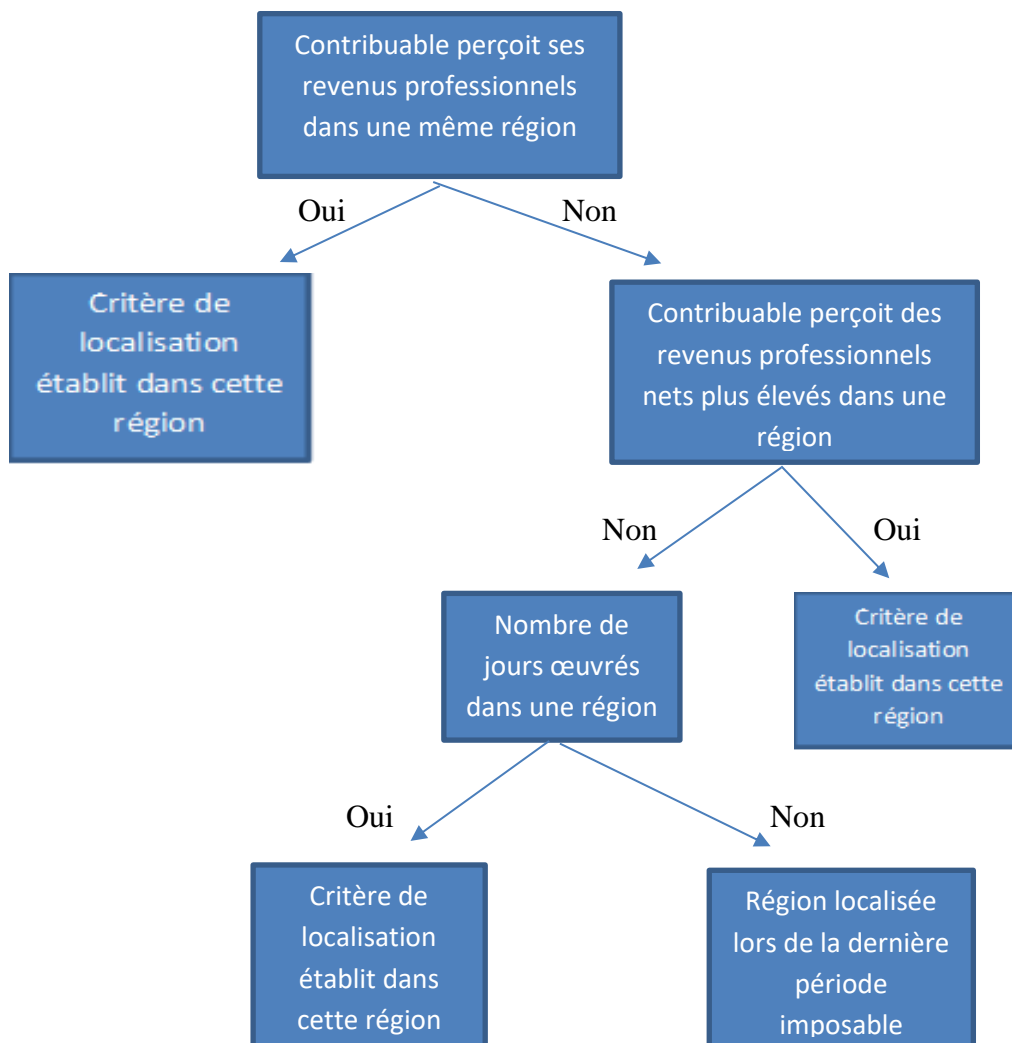 Contribuable perçoit ses
revenus professionnels
dans une même région
Oui
Non
Critère de
localisation
établit dans cette
région
Contribuable perçoit des
revenus professionnels
nets plus élevés dans une
région
Non
Oui
Nombre de
jours œuvrés
dans une région
Critère de
localisation
établit dans cette
région
Oui
Non
Critère de
localisation
établit dans
cette région
Région localisée
lors de la dernière
période
imposable